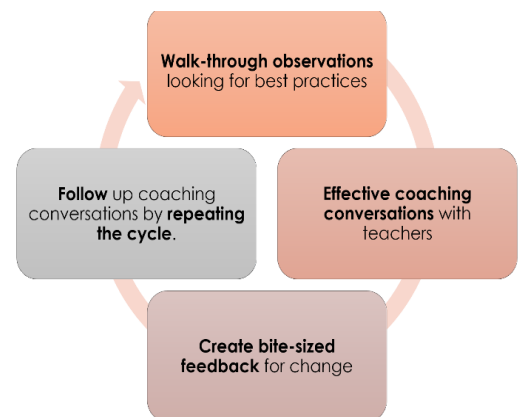 Walk-through observations
looking for best practices
Effective coaching
conversations with
teachers
Create bite-sized
feedback for change
Follow up coaching
conversations by repeating
the cycle.